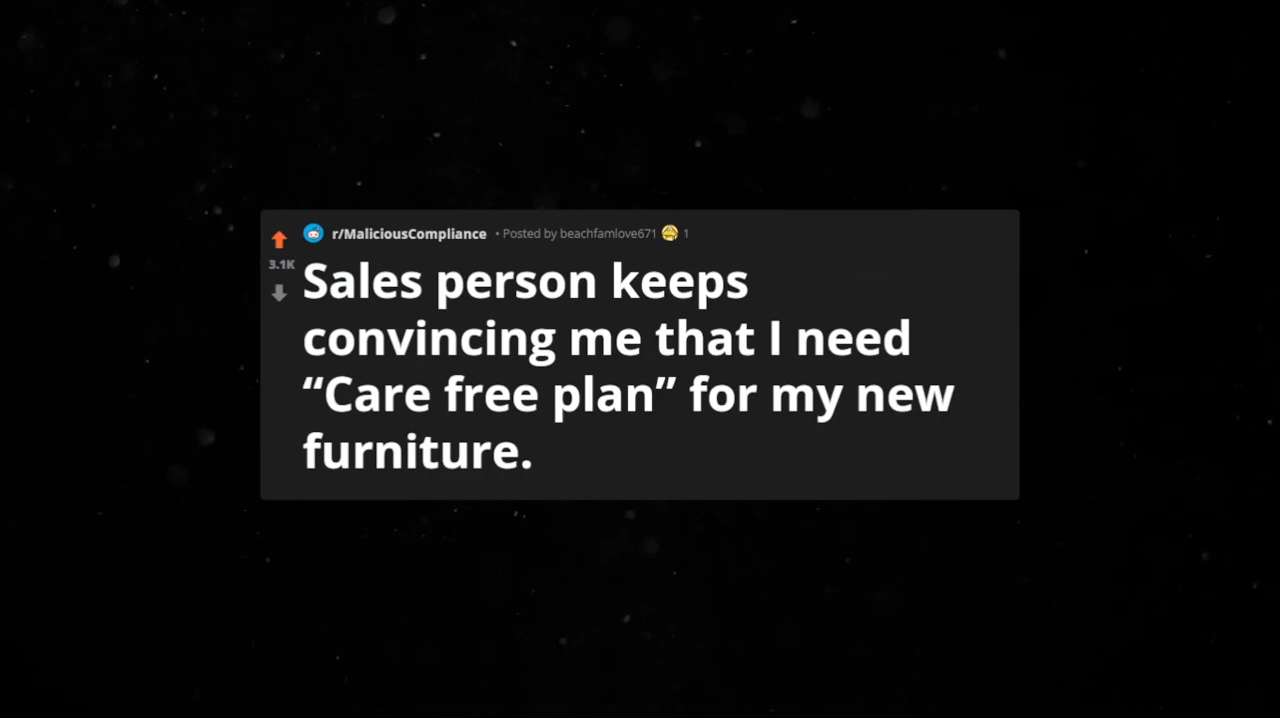 r/MaliciousCompliance • Posted by beachfamlove671 1
3.1K
Sales person keeps
convincing me that I need
“Care free plan” for my new
furniture.